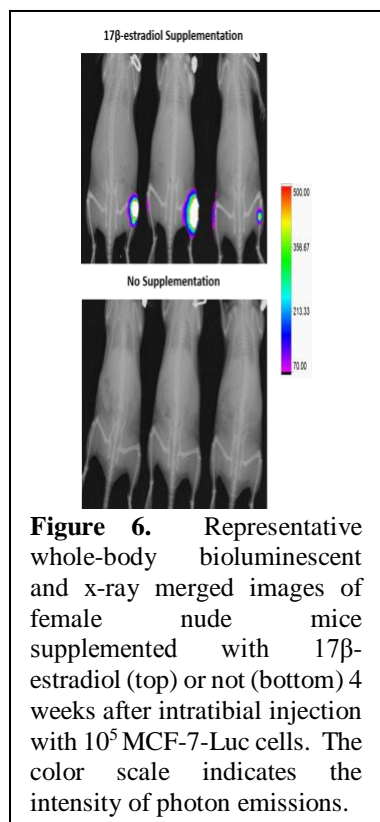 17β-estradiol Supplementation
500.00
356.67
213.33
70.00
No Supplementation
Figure 6. Representative
whole-body bioluminescent
and x-ray merged images of
female nude mice
supplemented with 17β-
estradiol (top) or not (bottom) 4
weeks after intratibial injection
with 10⁵ MCF-7-Luc cells. The
color scale indicates the
intensity of photon emissions.